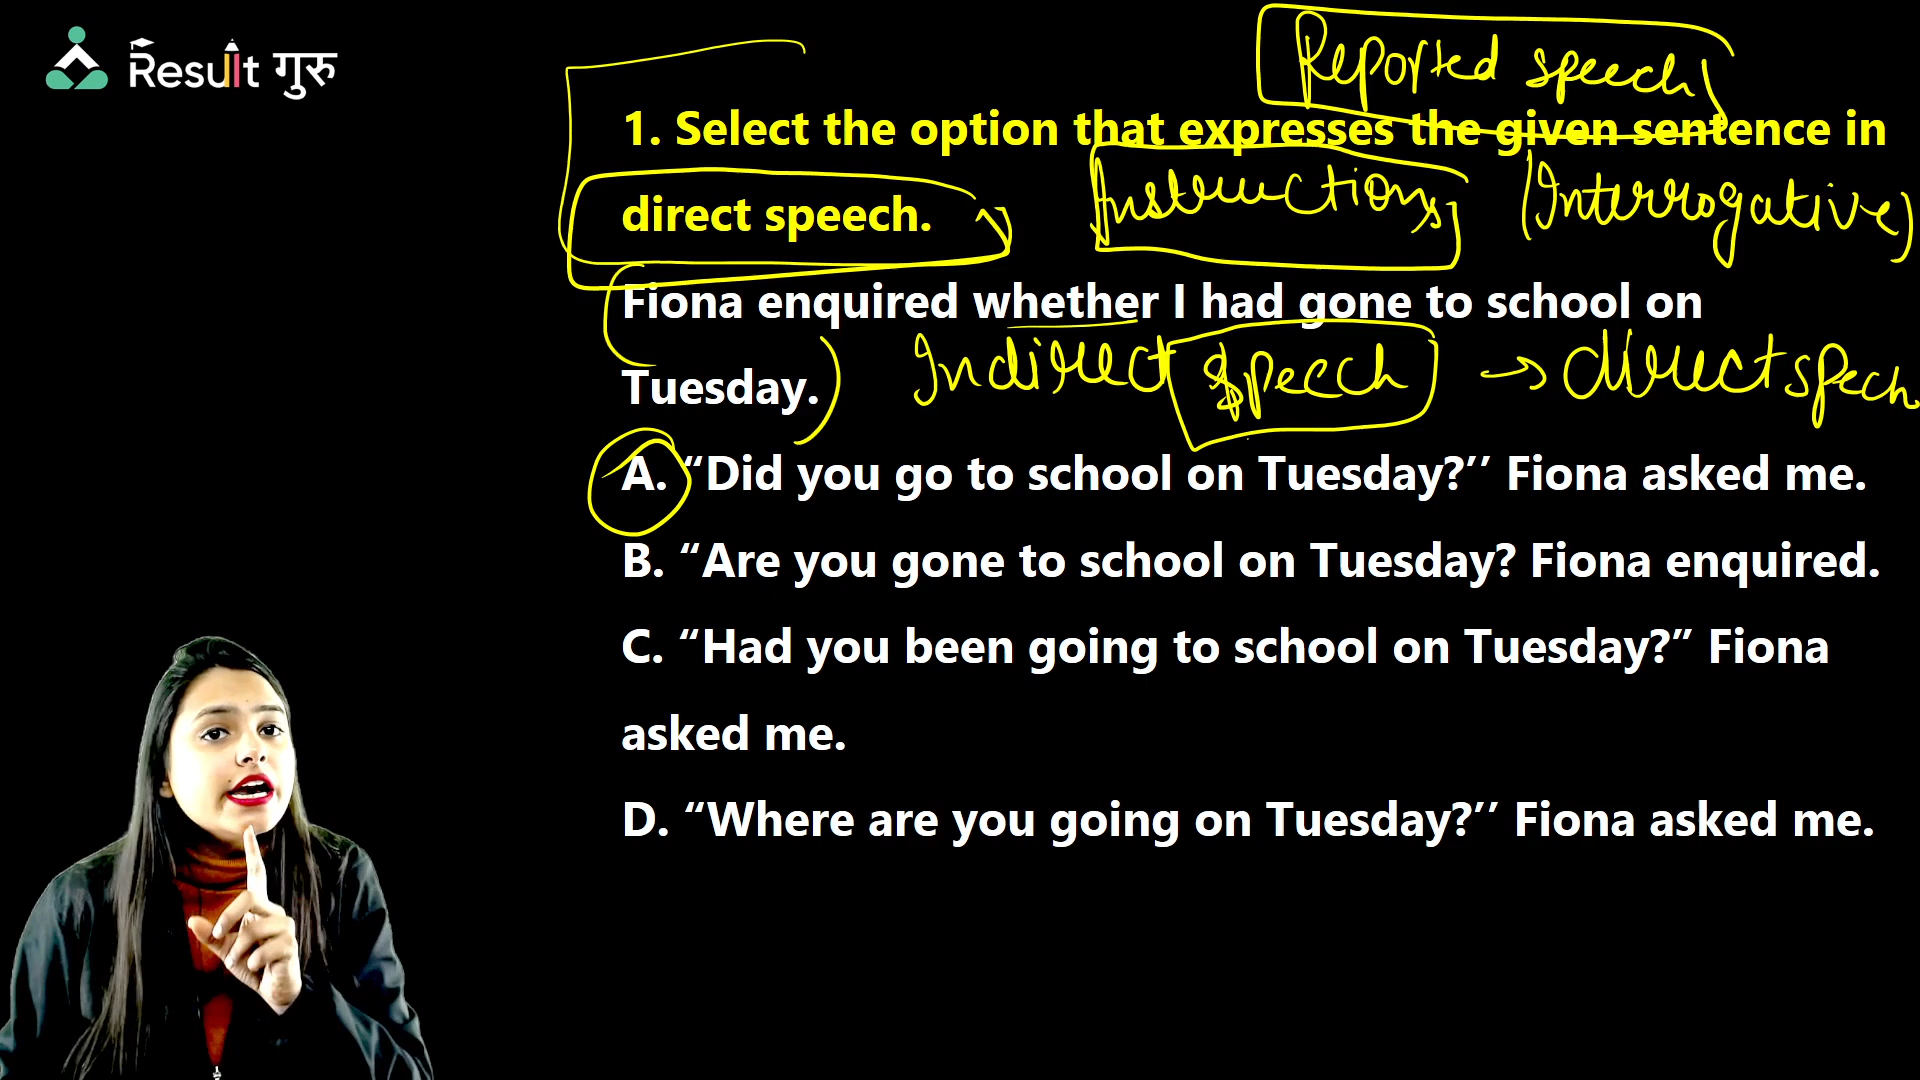 Result गुरु
Reported speech
1. Select the option that expresses the given sentence in
direct speech.
Instructions
(Interrogative)
Fiona enquired whether I had gone to school on
Tuesday.
Indirect speech → direct spech
A. “Did you go to school on Tuesday?’’ Fiona asked me.
B. “Are you gone to school on Tuesday? Fiona enquired.
C. “Had you been going to school on Tuesday?” Fiona
asked me.
D. “Where are you going on Tuesday?’’ Fiona asked me.